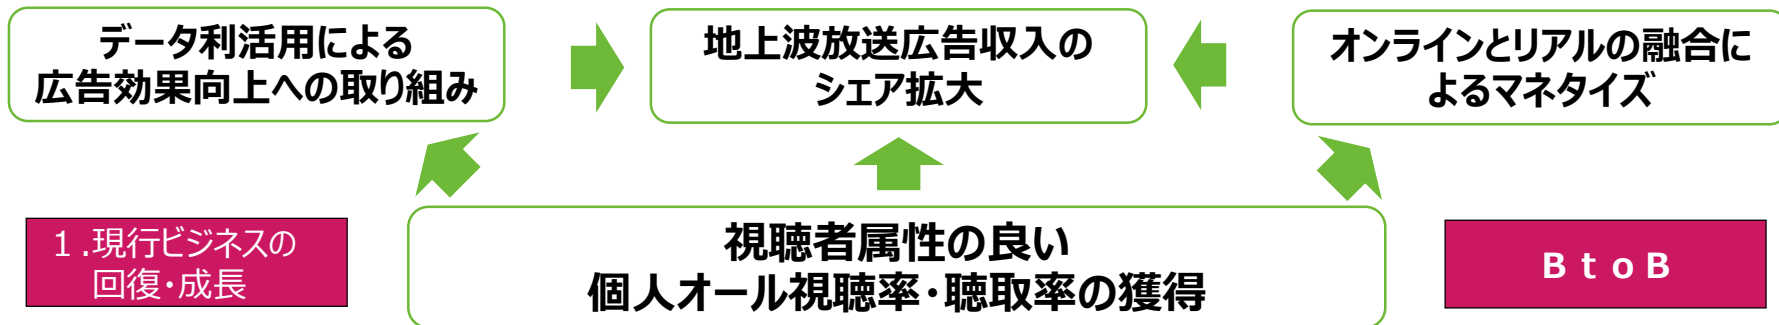 データ利活用による
広告効果向上への取り組み
地上波放送広告収入の
シェア拡大
オンラインとリアルの融合に
よるマネタイズ
１.現行ビジネスの
回復・成長
視聴者属性の良い
個人オール視聴率・聴取率の獲得
ＢｔｏＢ